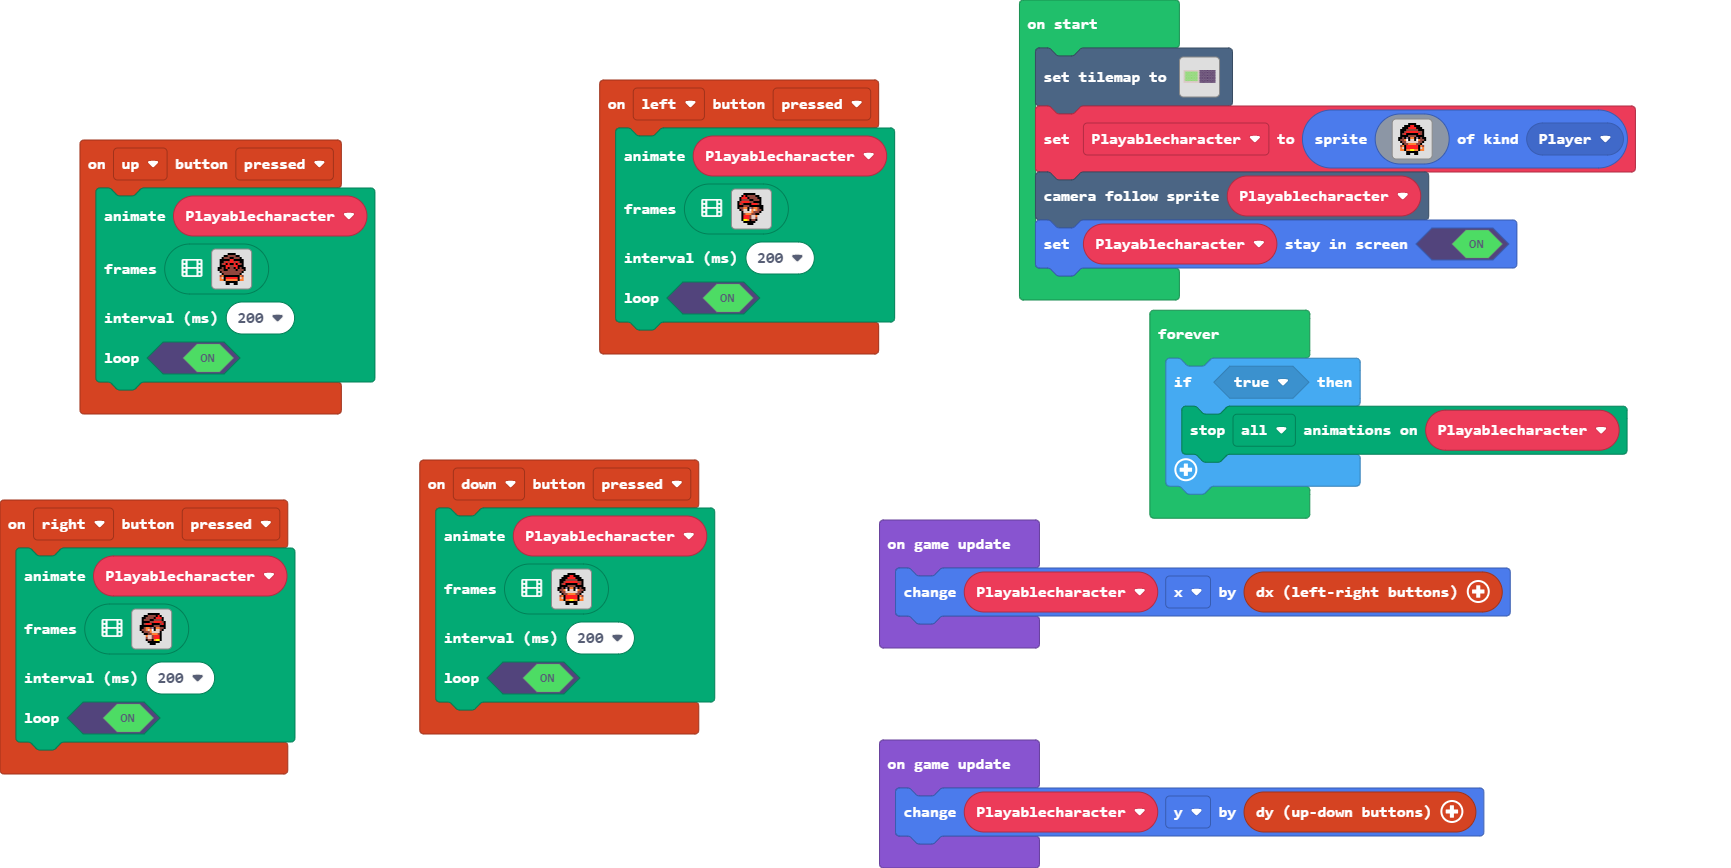 on start
set tilemap to
set Playablecharacter to sprite of kind Player
camera follow sprite Playablecharacter
set Playablecharacter stay in screen ON
on left button pressed
animate Playablecharacter
frames
interval (ms) 200
loop ON
on up button pressed
animate Playablecharacter
frames
interval (ms) 200
loop ON
forever
if true then
stop all animations on Playablecharacter
on down button pressed
animate Playablecharacter
frames
interval (ms) 200
loop ON
on right button pressed
animate Playablecharacter
frames
interval (ms) 200
loop ON
on game update
change Playablecharacter x by dx (left-right buttons)
on game update
change Playablecharacter y by dy (up-down buttons)